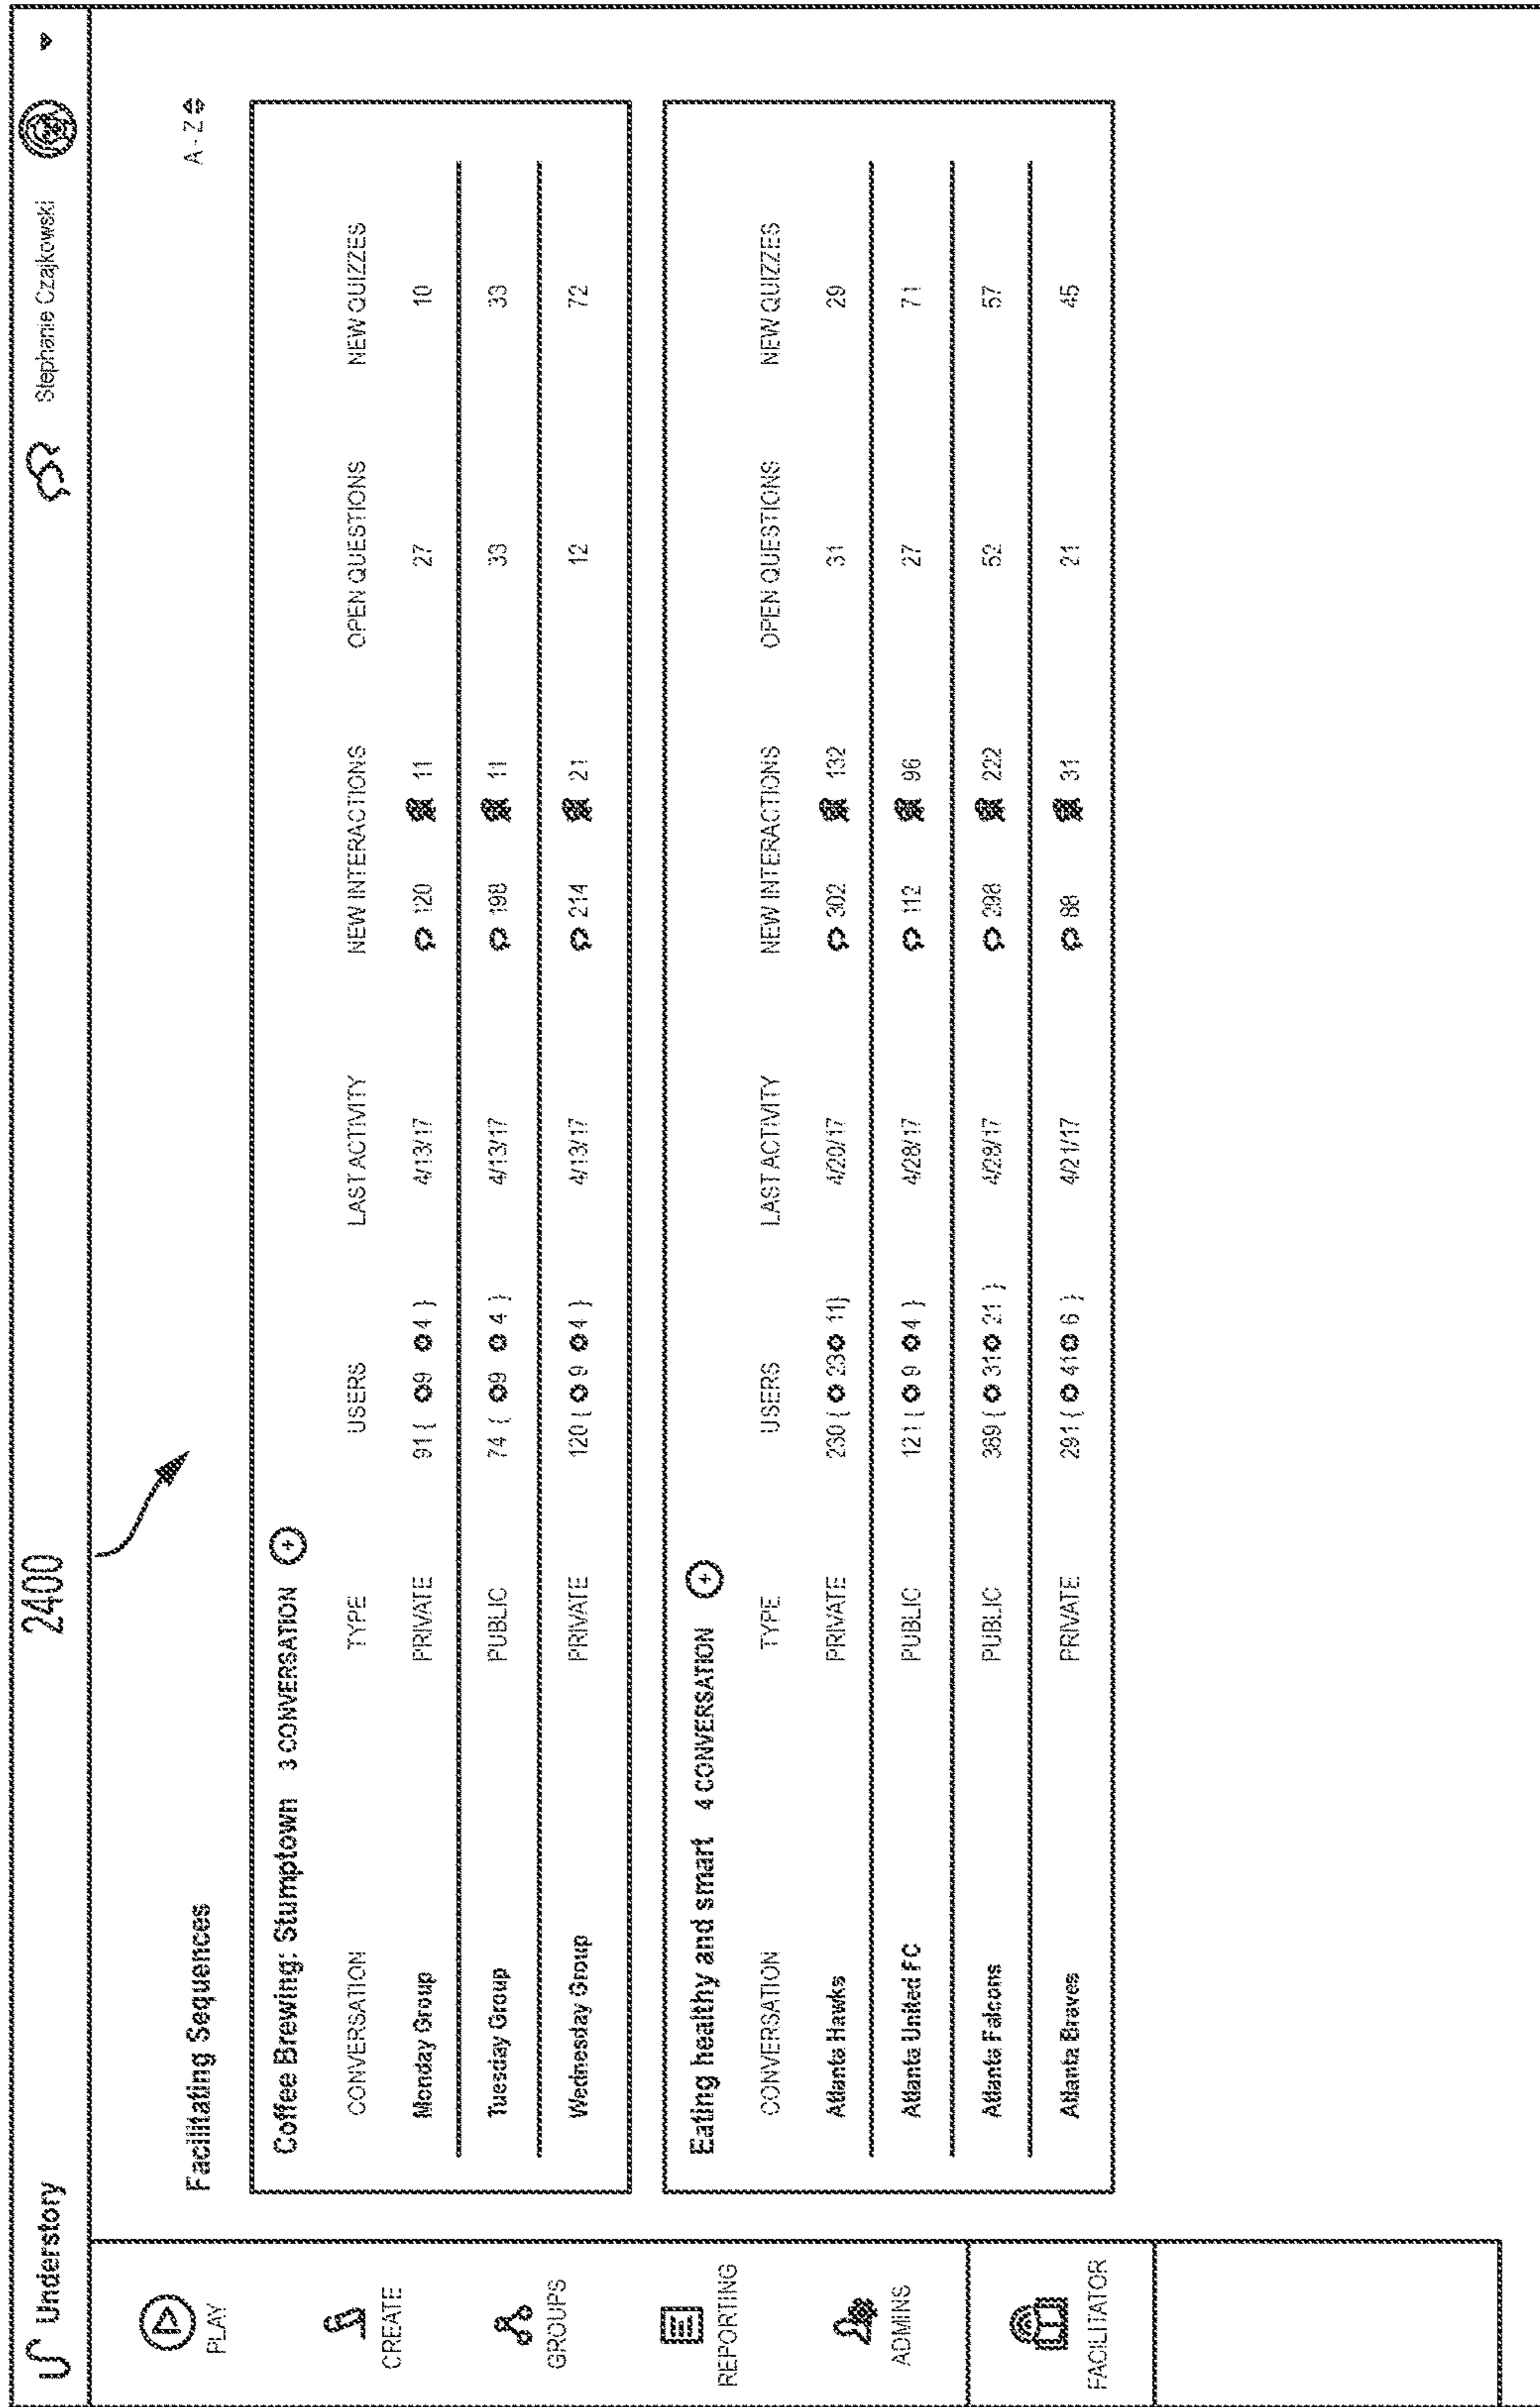 2400
Understory Stephanie Czajkowski
PLAY
CREATE
GROUPS
REPORTING
ADMINS
FACILITATOR
Facilitating Sequences A - Z
Coffee Brewing: Stumptown 3 CONVERSATION +
CONVERSATION TYPE USERS LAST ACTIVITY NEW INTERACTIONS OPEN QUESTIONS NEW QUIZZES
Monday Group PRIVATE 91 ( 9 4 ) 4/13/17 120 11 27 10
Tuesday Group PUBLIC 74 ( 9 4 ) 4/13/17 198 11 33 33
Wednesday Group PRIVATE 120 ( 9 4 ) 4/13/17 214 21 12 72
Eating healthy and smart 4 CONVERSATION +
CONVERSATION TYPE USERS LAST ACTIVITY NEW INTERACTIONS OPEN QUESTIONS NEW QUIZZES
Atlanta Hawks PRIVATE 230 ( 23 11) 4/20/17 302 132 31 29
Atlanta United FC PUBLIC 121 ( 9 4 ) 4/28/17 112 96 27 71
Atlanta Falcons PUBLIC 389 ( 31 21 ) 4/28/17 298 222 52 57
Atlanta Braves PRIVATE 291 ( 41 6 ) 4/21/17 88 31 21 45